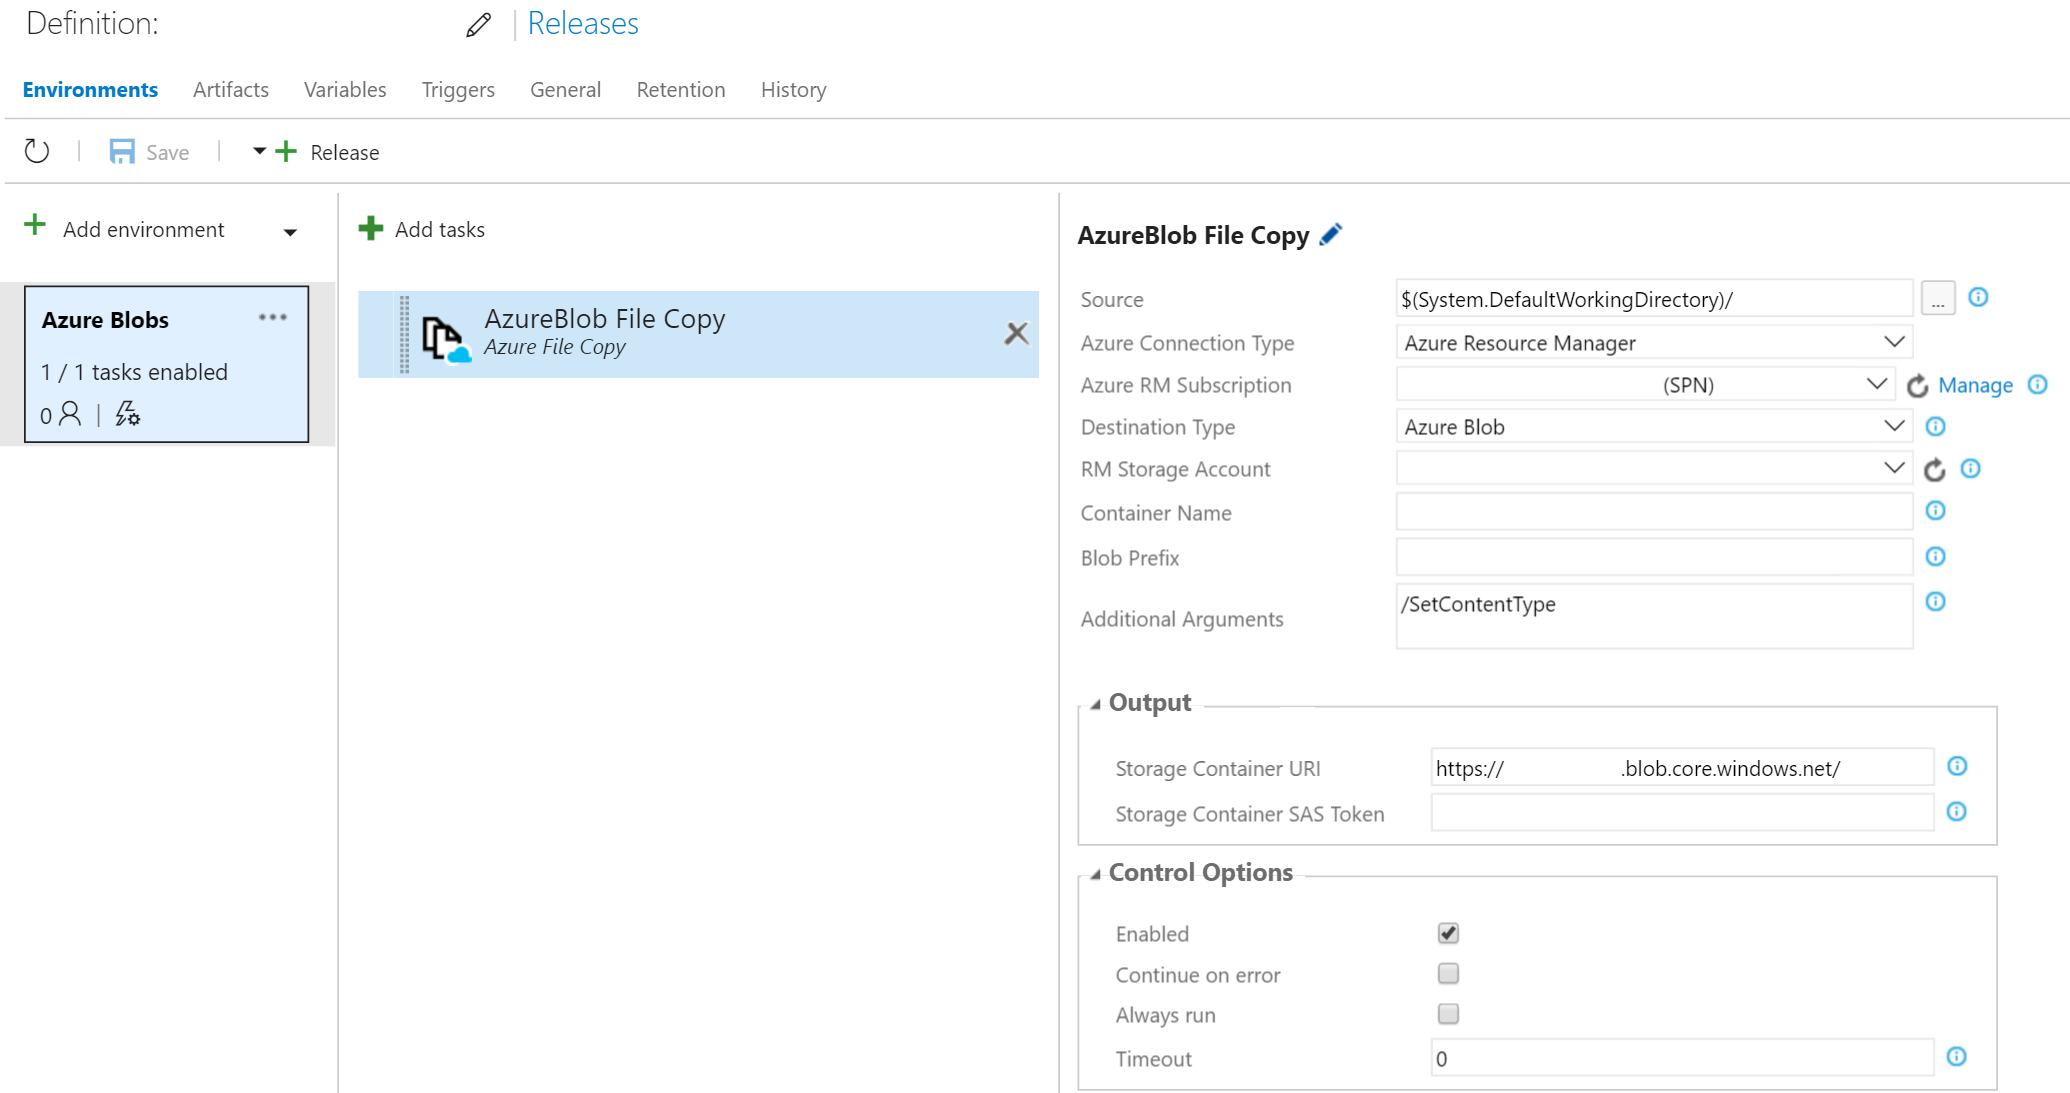 Definition:
Releases
Environments Artifacts Variables Triggers General Retention History
Save
Release
Add environment
Azure Blobs
1 / 1 tasks enabled
0
Add tasks
AzureBlob File Copy
Azure File Copy
AzureBlob File Copy
Source
$(System.DefaultWorkingDirectory)/
...
Azure Connection Type
Azure Resource Manager
Azure RM Subscription
(SPN)
Manage
Destination Type
Azure Blob
RM Storage Account
Container Name
Blob Prefix
Additional Arguments
/SetContentType
Output
Storage Container URI
https:// .blob.core.windows.net/
Storage Container SAS Token
Control Options
Enabled
Continue on error
Always run
Timeout
0